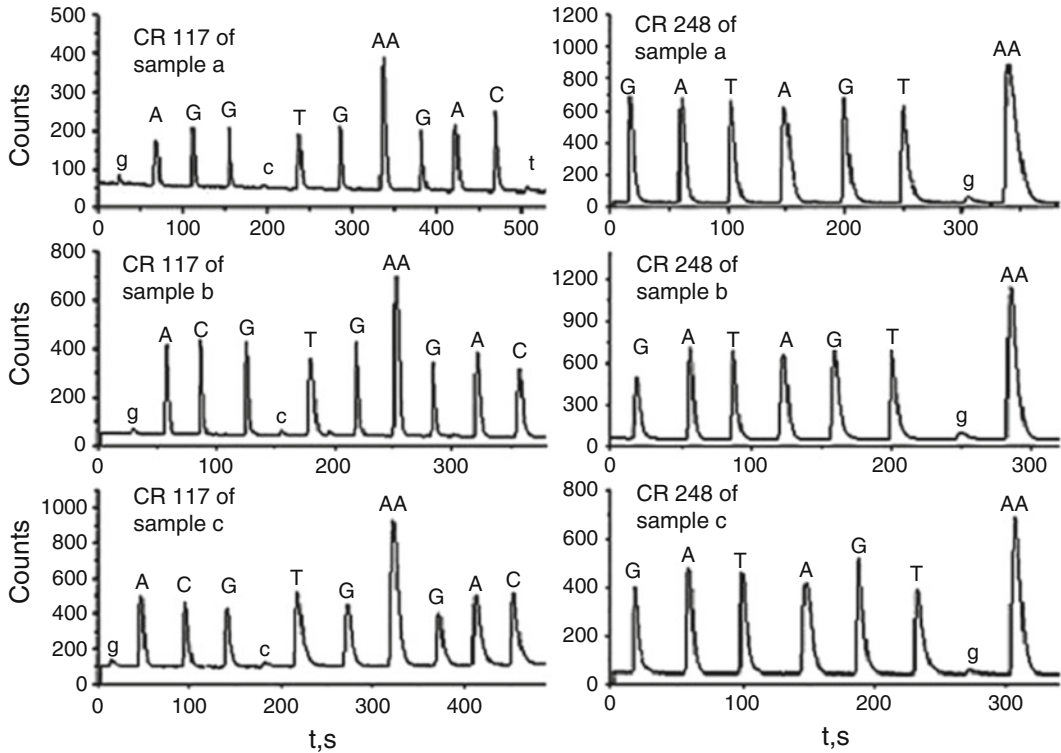 CR 117 of
sample a
Counts
500
400
300
200
100
0
g
A
G
G
c
T
G
AA
G
A
C
t
0 100 200 300 400 500
CR 248 of
sample a
1200
1000
800
600
400
200
0
G
A
T
A
G
T
g
AA
0 100 200 300
CR 117 of
sample b
Counts
800
600
400
200
0
g
A
C
G
c
T
G
AA
G
A
C
0 100 200 300
CR 248 of
sample b
1200
900
600
300
0
G
A
T
A
G
T
g
AA
0 100 200 300
CR 117 of
sample c
Counts
1000
800
600
400
200
0
g
A
C
G
c
T
G
AA
G
A
C
0 100 200 300 400
t,s
CR 248 of
sample c
800
600
400
200
0
G
A
T
A
G
T
g
AA
0 100 200 300
t,s